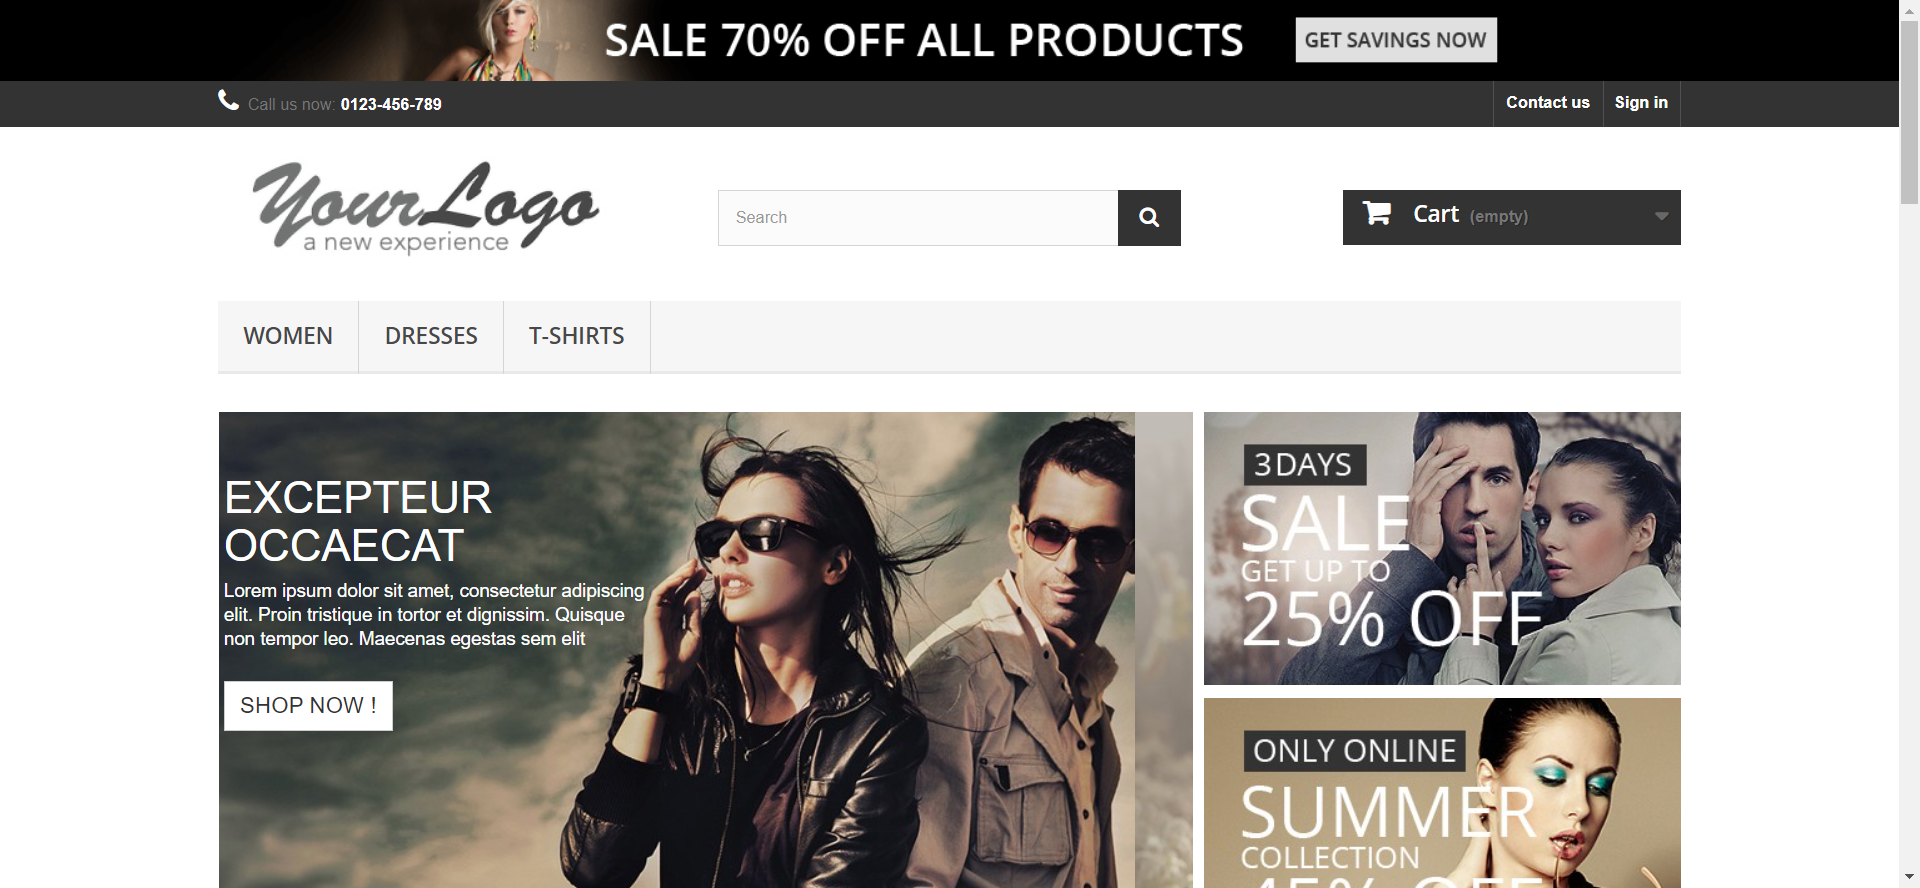 SALE 70% OFF ALL PRODUCTS
GET SAVINGS NOW
Call us now: 0123-456-789
Contact us
Sign in
YourLogo
a new experience
Search
Cart (empty)
WOMEN
DRESSES
T-SHIRTS
EXCEPTEUR
OCCAECAT
Lorem ipsum dolor sit amet, consectetur adipiscing
elit. Proin tristique in tortor et dignissim. Quisque
non tempor leo. Maecenas egestas sem elit
SHOP NOW !
3 DAYS
SALE
GET UP TO
25% OFF
ONLY ONLINE
SUMMER
COLLECTION
45% OFF